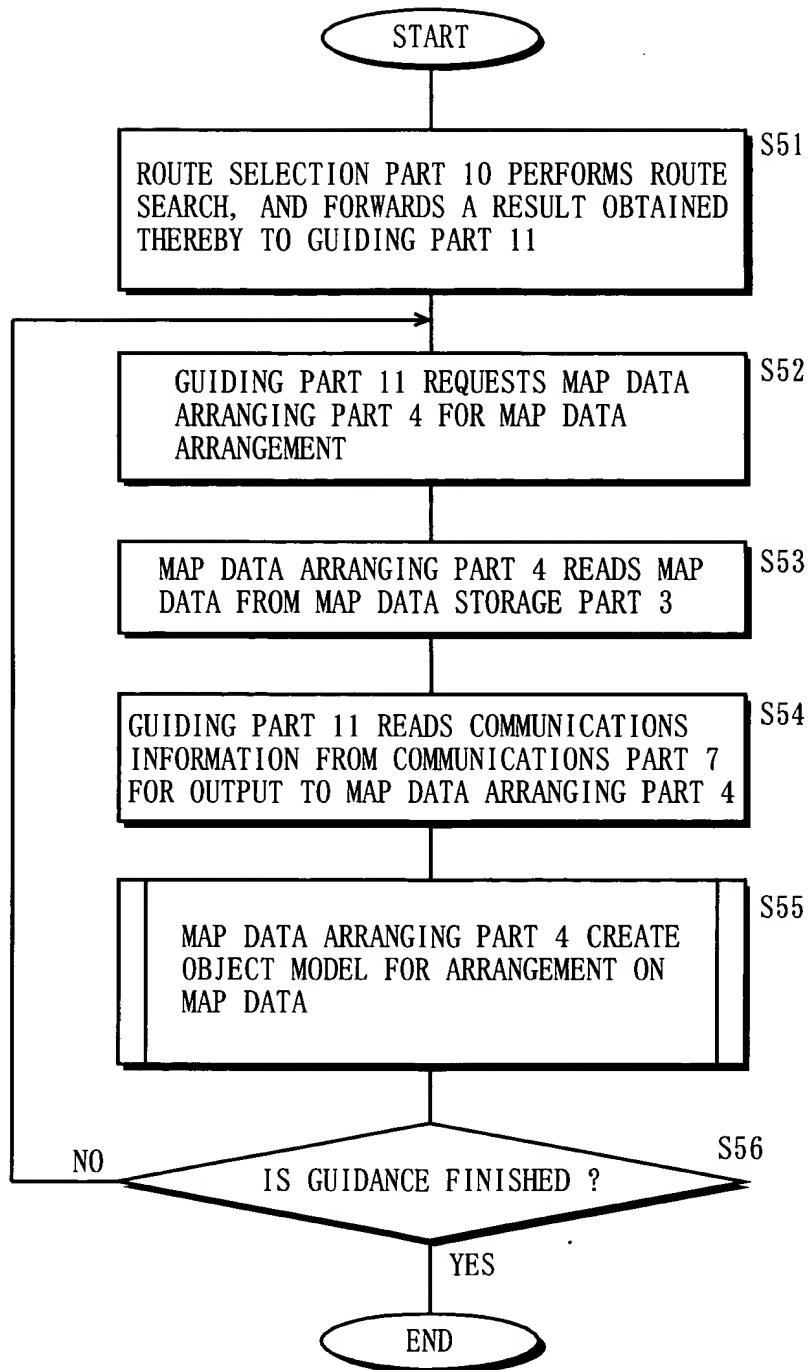 START
S51
ROUTE SELECTION PART 10 PERFORMS ROUTE
SEARCH, AND FORWARDS A RESULT OBTAINED
THEREBY TO GUIDING PART 11
S52
GUIDING PART 11 REQUESTS MAP DATA
ARRANGING PART 4 FOR MAP DATA
ARRANGEMENT
S53
MAP DATA ARRANGING PART 4 READS MAP
DATA FROM MAP DATA STORAGE PART 3
S54
GUIDING PART 11 READS COMMUNICATIONS
INFORMATION FROM COMMUNICATIONS PART 7
FOR OUTPUT TO MAP DATA ARRANGING PART 4
S55
MAP DATA ARRANGING PART 4 CREATE
OBJECT MODEL FOR ARRANGEMENT ON
MAP DATA
S56
NO
IS GUIDANCE FINISHED ?
YES
END